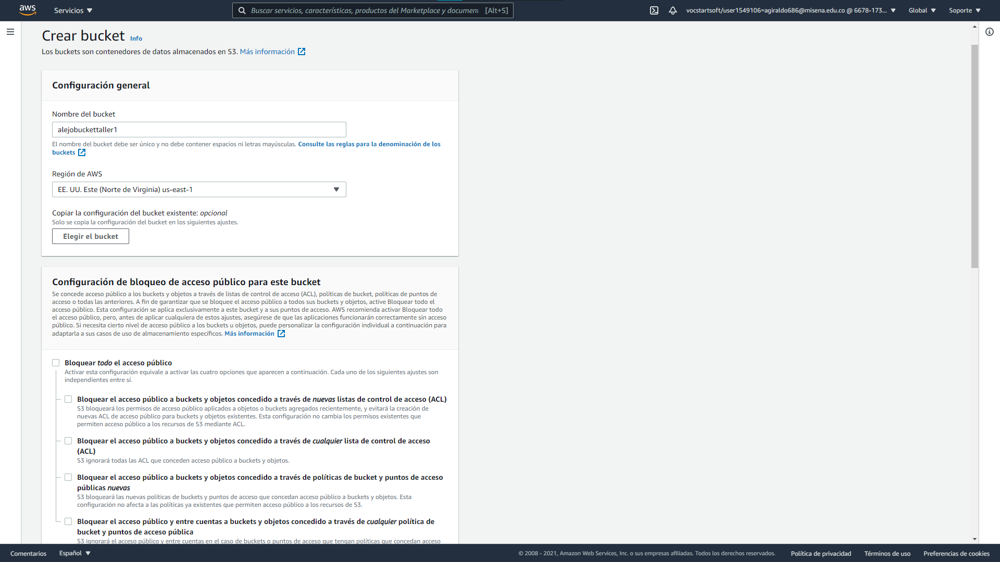 aws
Servicios
Buscar servicios, características, productos del Marketplace y documen [Alt+S]
vocstartsoft/user1549106=agiraldo686@misena.edu.co @ 6678-173...
Global
Soporte
Crear bucket Info
Los buckets son contenedores de datos almacenados en S3. Más información
Configuración general
Nombre del bucket
alejobuckettaller1
El nombre del bucket debe ser único y no debe contener espacios ni letras mayúsculas. Consulte las reglas para la denominación de los
buckets
Región de AWS
EE. UU. Este (Norte de Virginia) us-east-1
Copiar la configuración del bucket existente: opcional
Solo se copia la configuración del bucket en los siguientes ajustes.
Elegir el bucket
Configuración de bloqueo de acceso público para este bucket
Se concede acceso público a los buckets y objetos a través de listas de control de acceso (ACL), políticas de bucket, políticas de puntos de
acceso o todas las anteriores. A fin de garantizar que se bloquee el acceso público a todos sus buckets y objetos, active Bloquear todo el
acceso público. Esta configuración se aplica exclusivamente a este bucket y a sus puntos de acceso. AWS recomienda activar Bloquear todo
el acceso público, pero, antes de aplicar cualquiera de estos ajustes, asegúrese de que las aplicaciones funcionarán correctamente sin acceso
público. Si necesita cierto nivel de acceso público a los buckets u objetos, puede personalizar la configuración individual a continuación para
adaptarla a sus casos de uso de almacenamiento específicos. Más información
Bloquear todo el acceso público
Activar esta configuración equivale a activar las cuatro opciones que aparecen a continuación. Cada uno de los siguientes ajustes son
independientes entre sí.
Bloquear el acceso público a buckets y objetos concedido a través de nuevas listas de control de acceso (ACL)
S3 bloqueará los permisos de acceso público aplicados a objetos o buckets agregados recientemente, y evitará la creación de
nuevas ACL de acceso público para buckets y objetos existentes. Esta configuración no cambia los permisos existentes que
permiten acceso público a los recursos de S3 mediante ACL.
Bloquear el acceso público a buckets y objetos concedido a través de cualquier lista de control de acceso
(ACL)
S3 ignorará todas las ACL que conceden acceso público a buckets y objetos.
Bloquear el acceso público a buckets y objetos concedido a través de políticas de bucket y puntos de acceso
públicas nuevas
S3 bloqueará las nuevas políticas de buckets y puntos de acceso que concedan acceso público a buckets y objetos. Esta
configuración no afecta a las políticas ya existentes que permiten acceso público a los recursos de S3.
Bloquear el acceso público y entre cuentas a buckets y objetos concedido a través de cualquier política de
bucket y puntos de acceso pública
S3 ignorará el acceso público y entre cuentas en el caso de buckets o puntos de acceso que tengan políticas que concedan acceso
Comentarios
Español
© 2008 - 2021, Amazon Web Services, Inc. o sus empresas afiliadas. Todos los derechos reservados.
Política de privacidad
Términos de uso
Preferencias de cookies